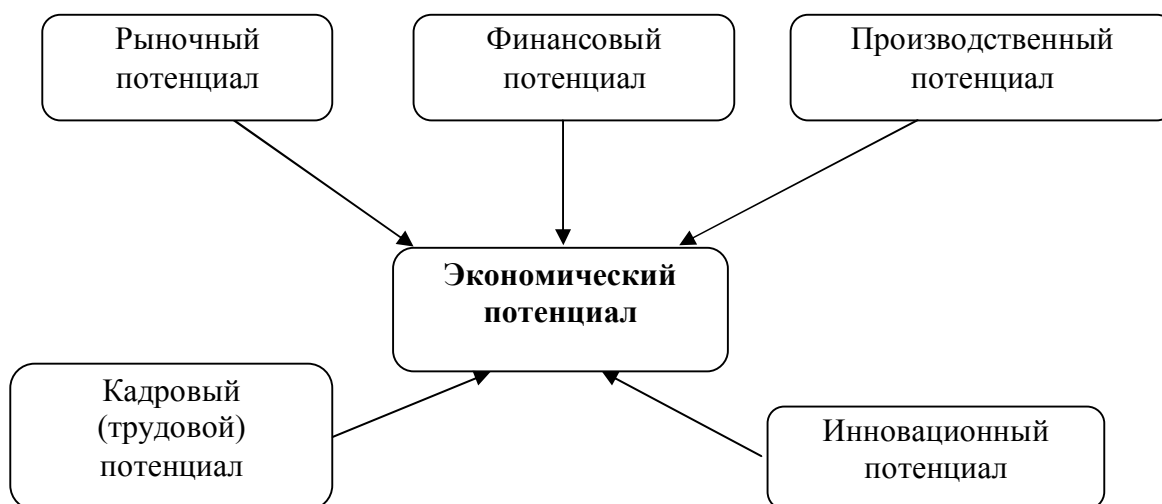 Рыночный
потенциал
Финансовый
потенциал
Производственный
потенциал
Экономический
потенциал
Кадровый
(трудовой)
потенциал
Инновационный
потенциал